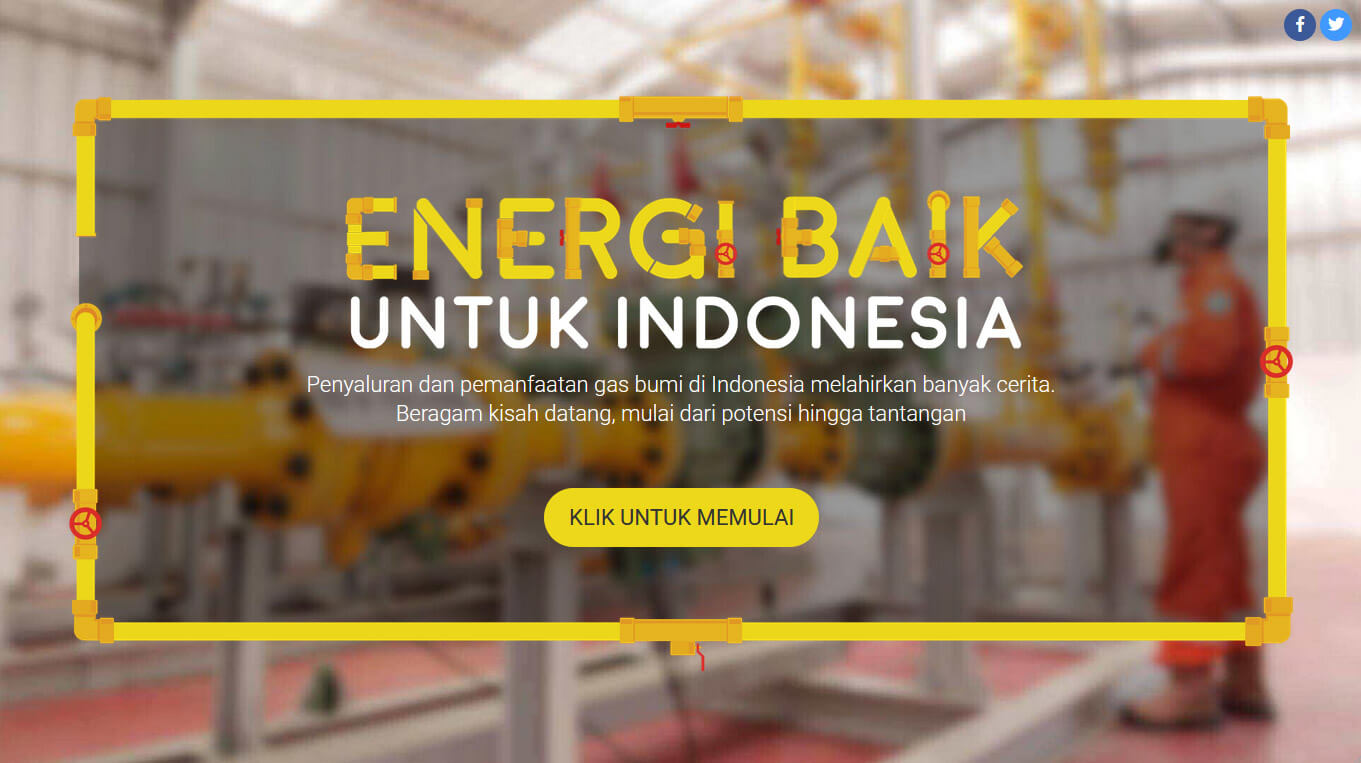 ENERGI BAIK
UNTUK INDONESIA
Penyaluran dan pemanfaatan gas bumi di Indonesia melahirkan banyak cerita.
Beragam kisah datang, mulai dari potensi hingga tantangan
KLIK UNTUK MEMULAI